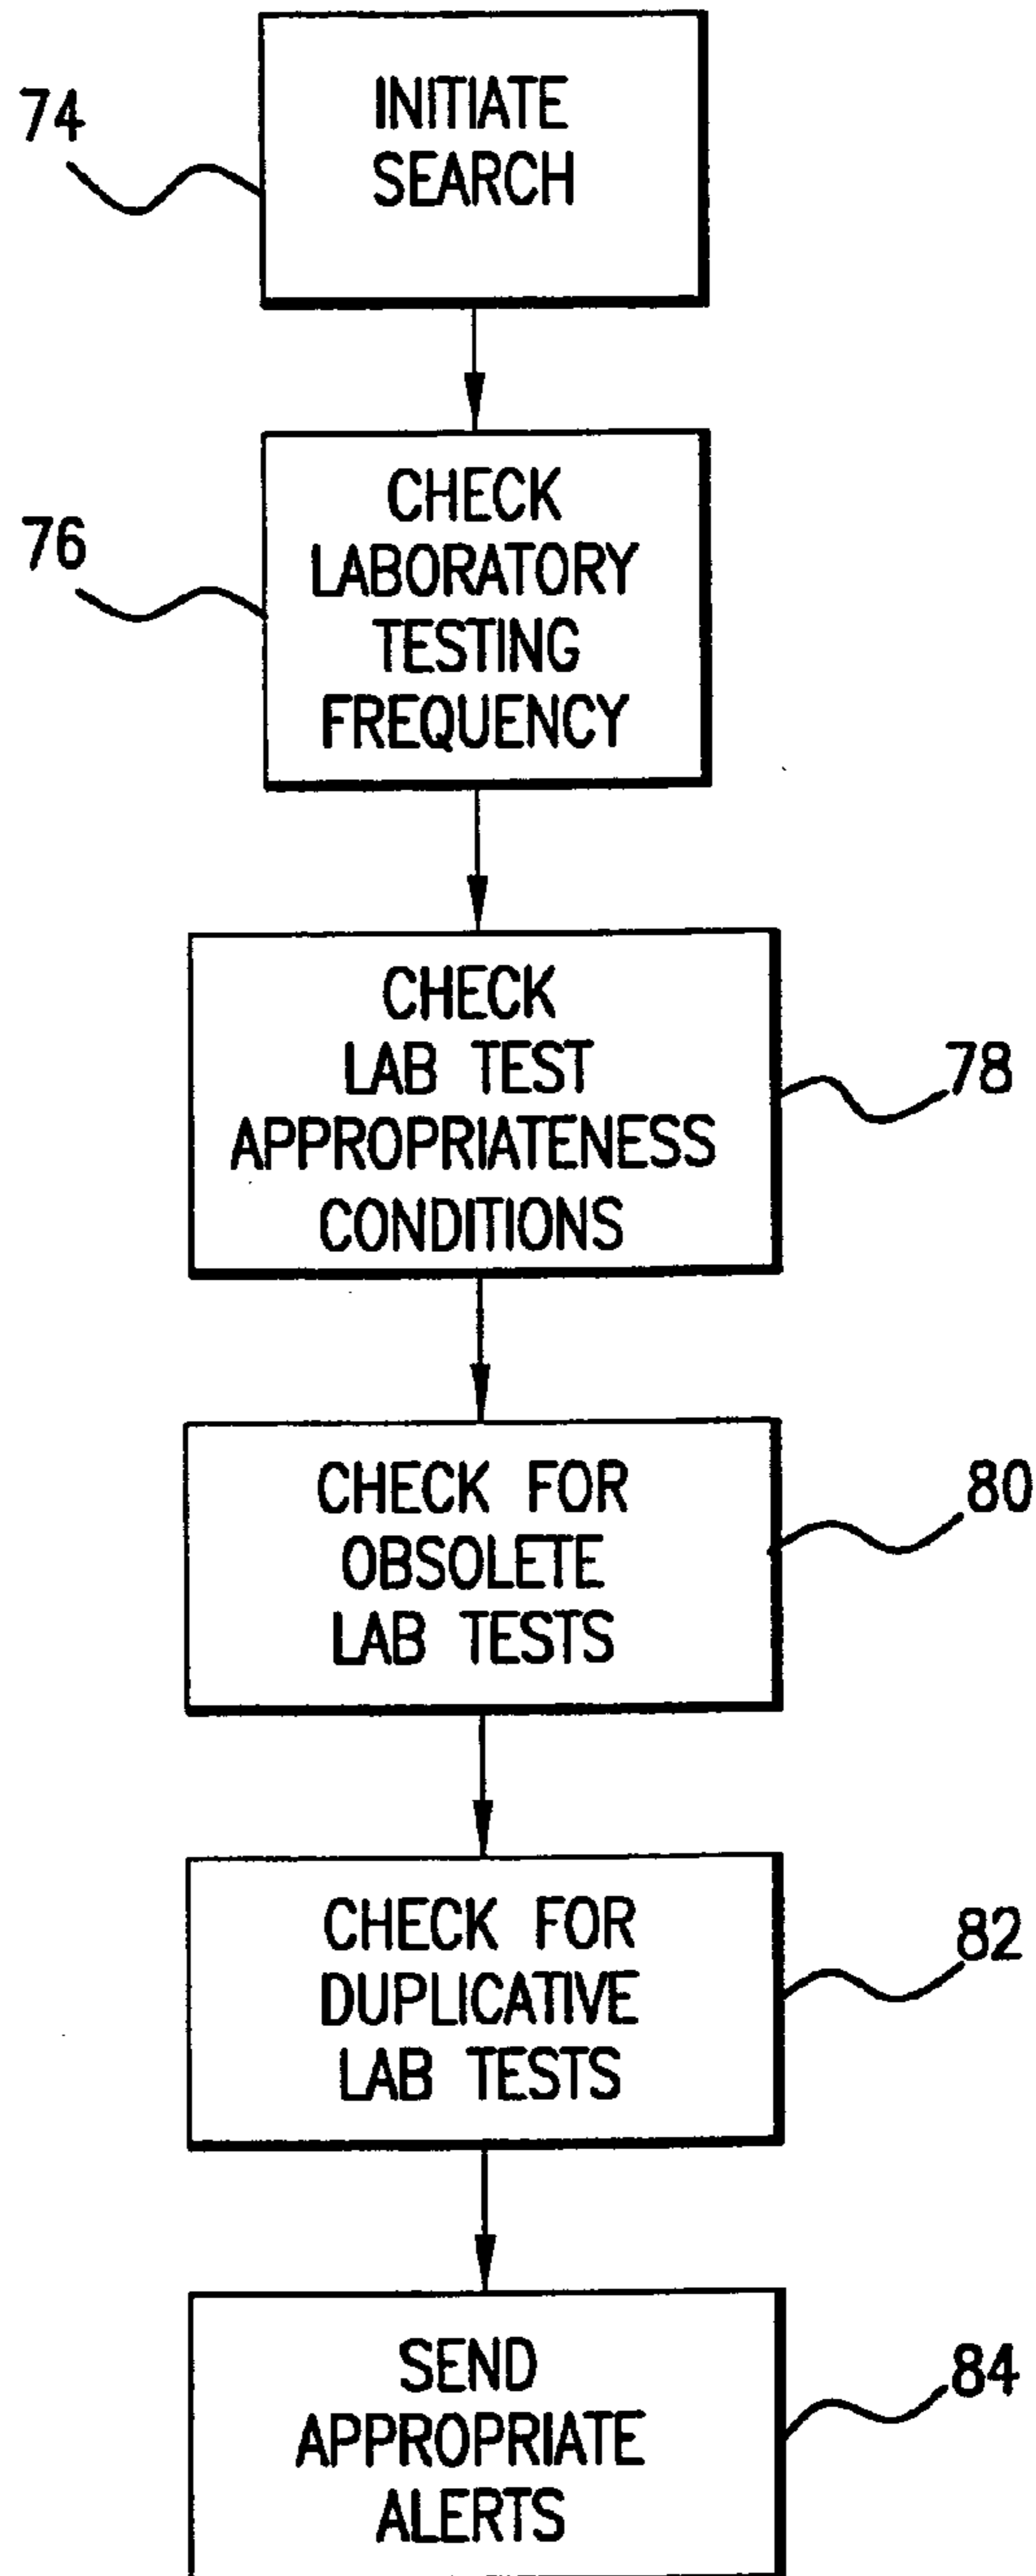 74
INITIATE
SEARCH
76
CHECK
LABORATORY
TESTING
FREQUENCY
CHECK
LAB TEST
APPROPRIATENESS
CONDITIONS
78
CHECK FOR
OBSOLETE
LAB TESTS
80
CHECK FOR
DUPLICATIVE
LAB TESTS
82
SEND
APPROPRIATE
ALERTS
84